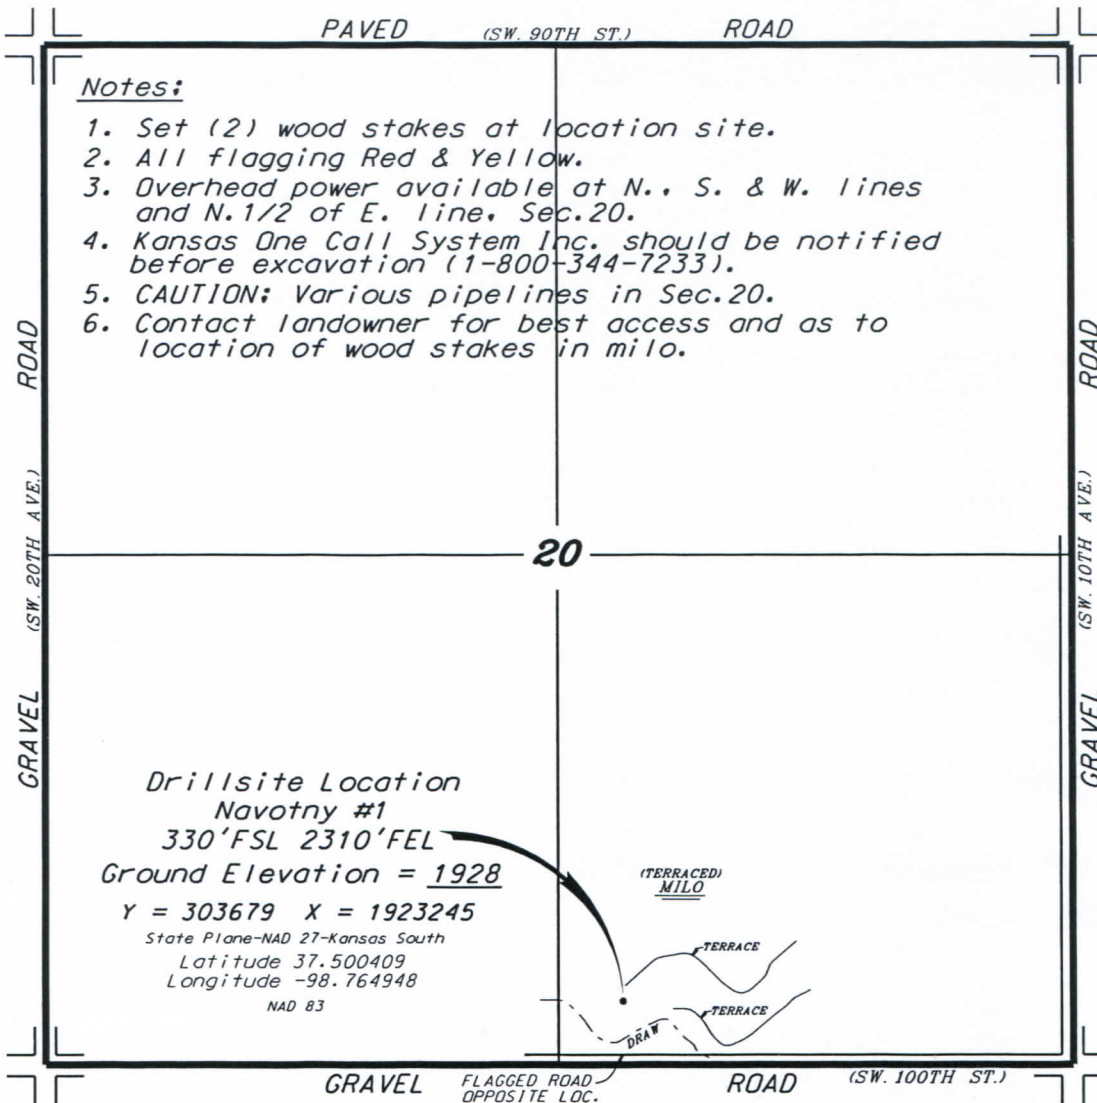 PAVED (SW. 90TH ST.) ROAD
Notes:
1. Set (2) wood stakes at location site.
2. All flagging Red & Yellow.
3. Overhead power available at N., S. & W. lines
and N.1/2 of E. line, Sec.20.
4. Kansas One Call System Inc. should be notified
before excavation (1-800-344-7233).
5. CAUTION: Various pipelines in Sec.20.
6. Contact landowner for best access and as to
location of wood stakes in milo.
GRAVEL (SW. 20TH AVE.) ROAD
GRAVEL (SW. 10TH AVE.) ROAD
20
Drillsite Location
Navotny #1
330'FSL 2310'FEL
Ground Elevation = 1928
Y = 303679 X = 1923245
State Plane-NAD 27-Kansas South
Latitude 37.500409
Longitude -98.764948
NAD 83
(TERRACED)
MILO
TERRACE
TERRACE
DRAW
GRAVEL FLAGGED ROAD ROAD (SW. 100TH ST.)
OPPOSITE LOC.